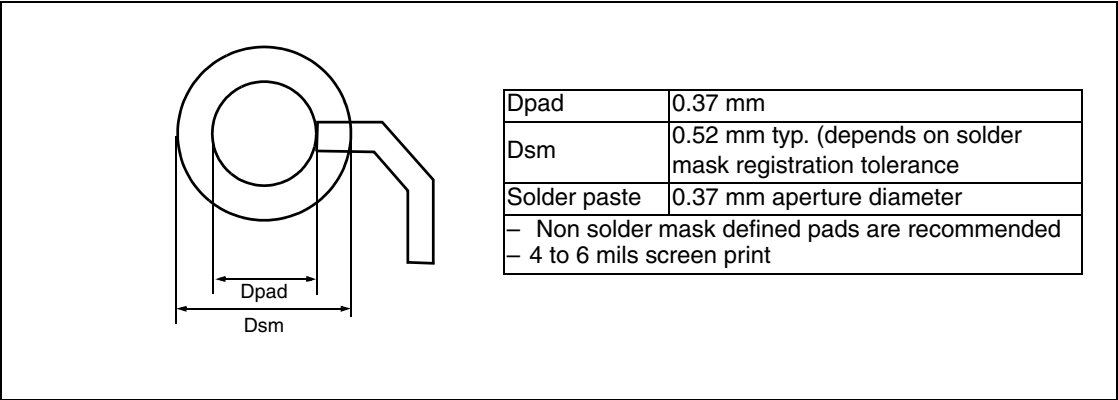 Dpad
Dsm
Dpad 0.37 mm
Dsm 0.52 mm typ. (depends on solder
mask registration tolerance
Solder paste 0.37 mm aperture diameter
– Non solder mask defined pads are recommended
– 4 to 6 mils screen print